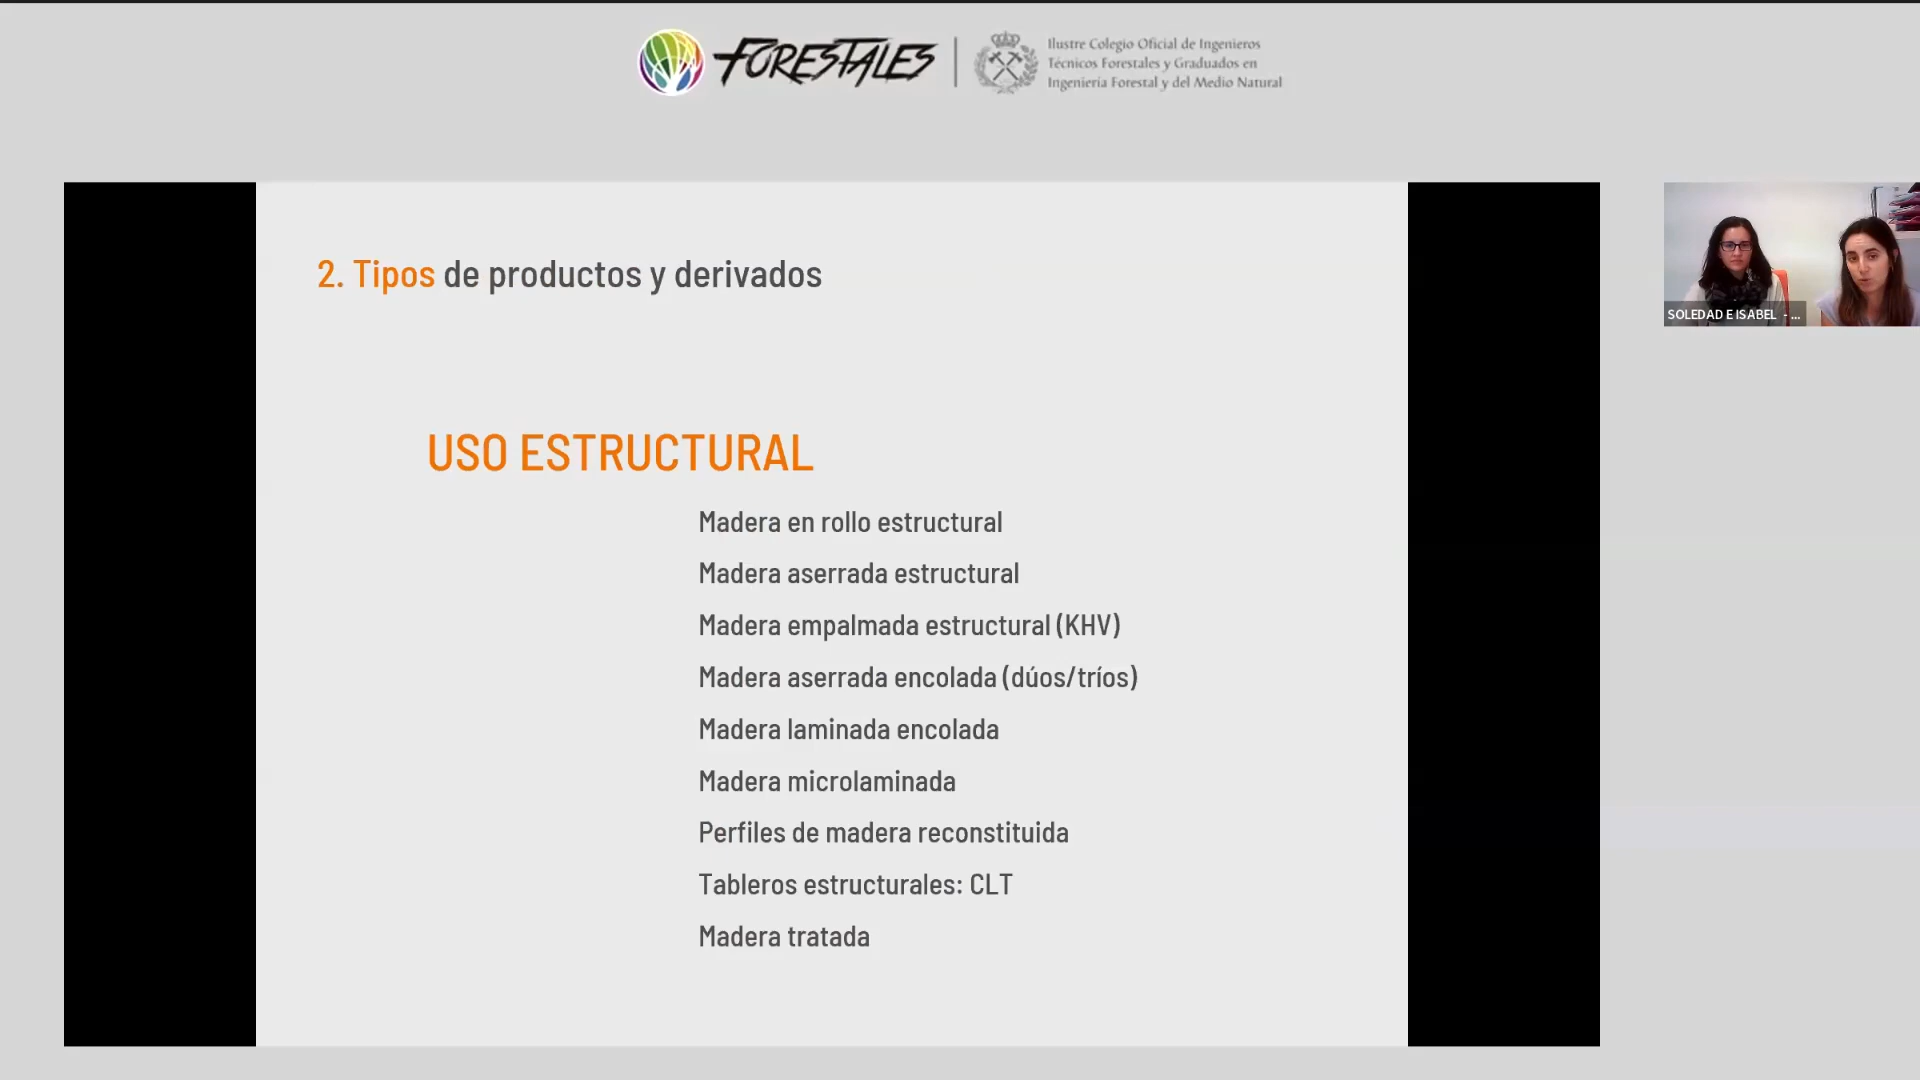 FORESTALES
Ilustre Colegio Oficial de Ingenieros
Técnicos Forestales y Graduados en
Ingeniería Forestal y del Medio Natural
2. Tipos de productos y derivados
SOLEDAD E ISABEL - ...
USO ESTRUCTURAL
Madera en rollo estructural
Madera aserrada estructural
Madera empalmada estructural (KHV)
Madera aserrada encolada (dúos/tríos)
Madera laminada encolada
Madera microlaminada
Perfiles de madera reconstituida
Tableros estructurales: CLT
Madera tratada